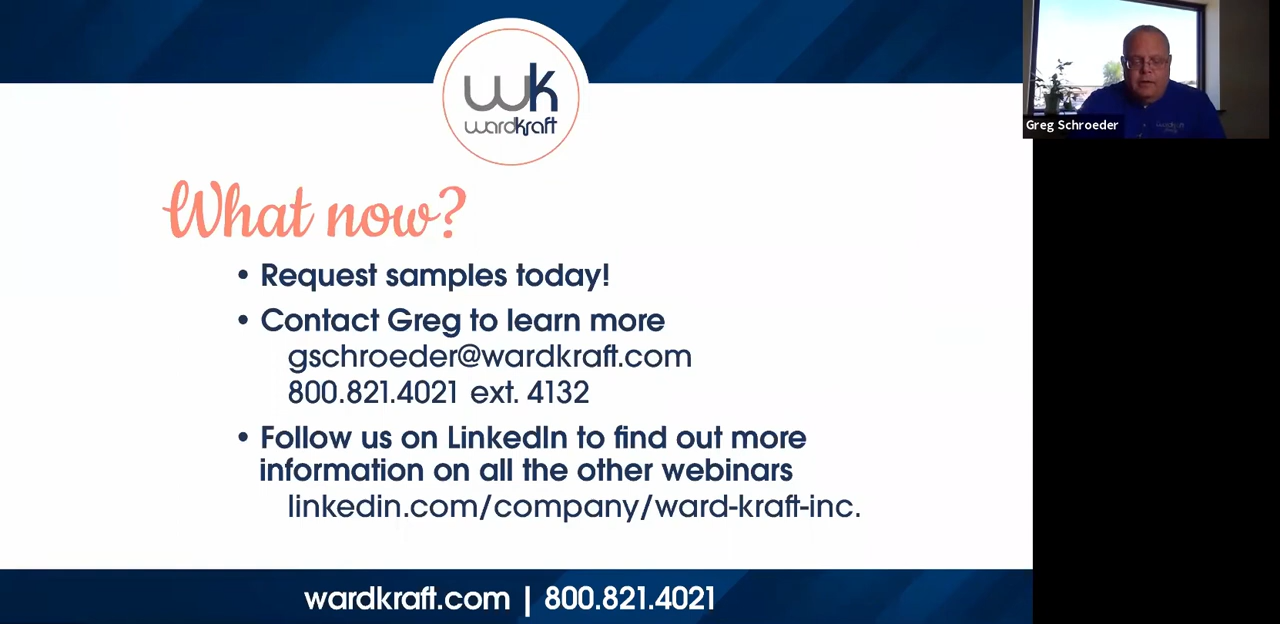 wk
wardkraft
What now?
• Request samples today!
• Contact Greg to learn more
gschroeder@wardkraft.com
800.821.4021 ext. 4132
• Follow us on LinkedIn to find out more
information on all the other webinars
linkedin.com/company/ward-kraft-inc.
wardkraft.com | 800.821.4021
Greg Schroeder